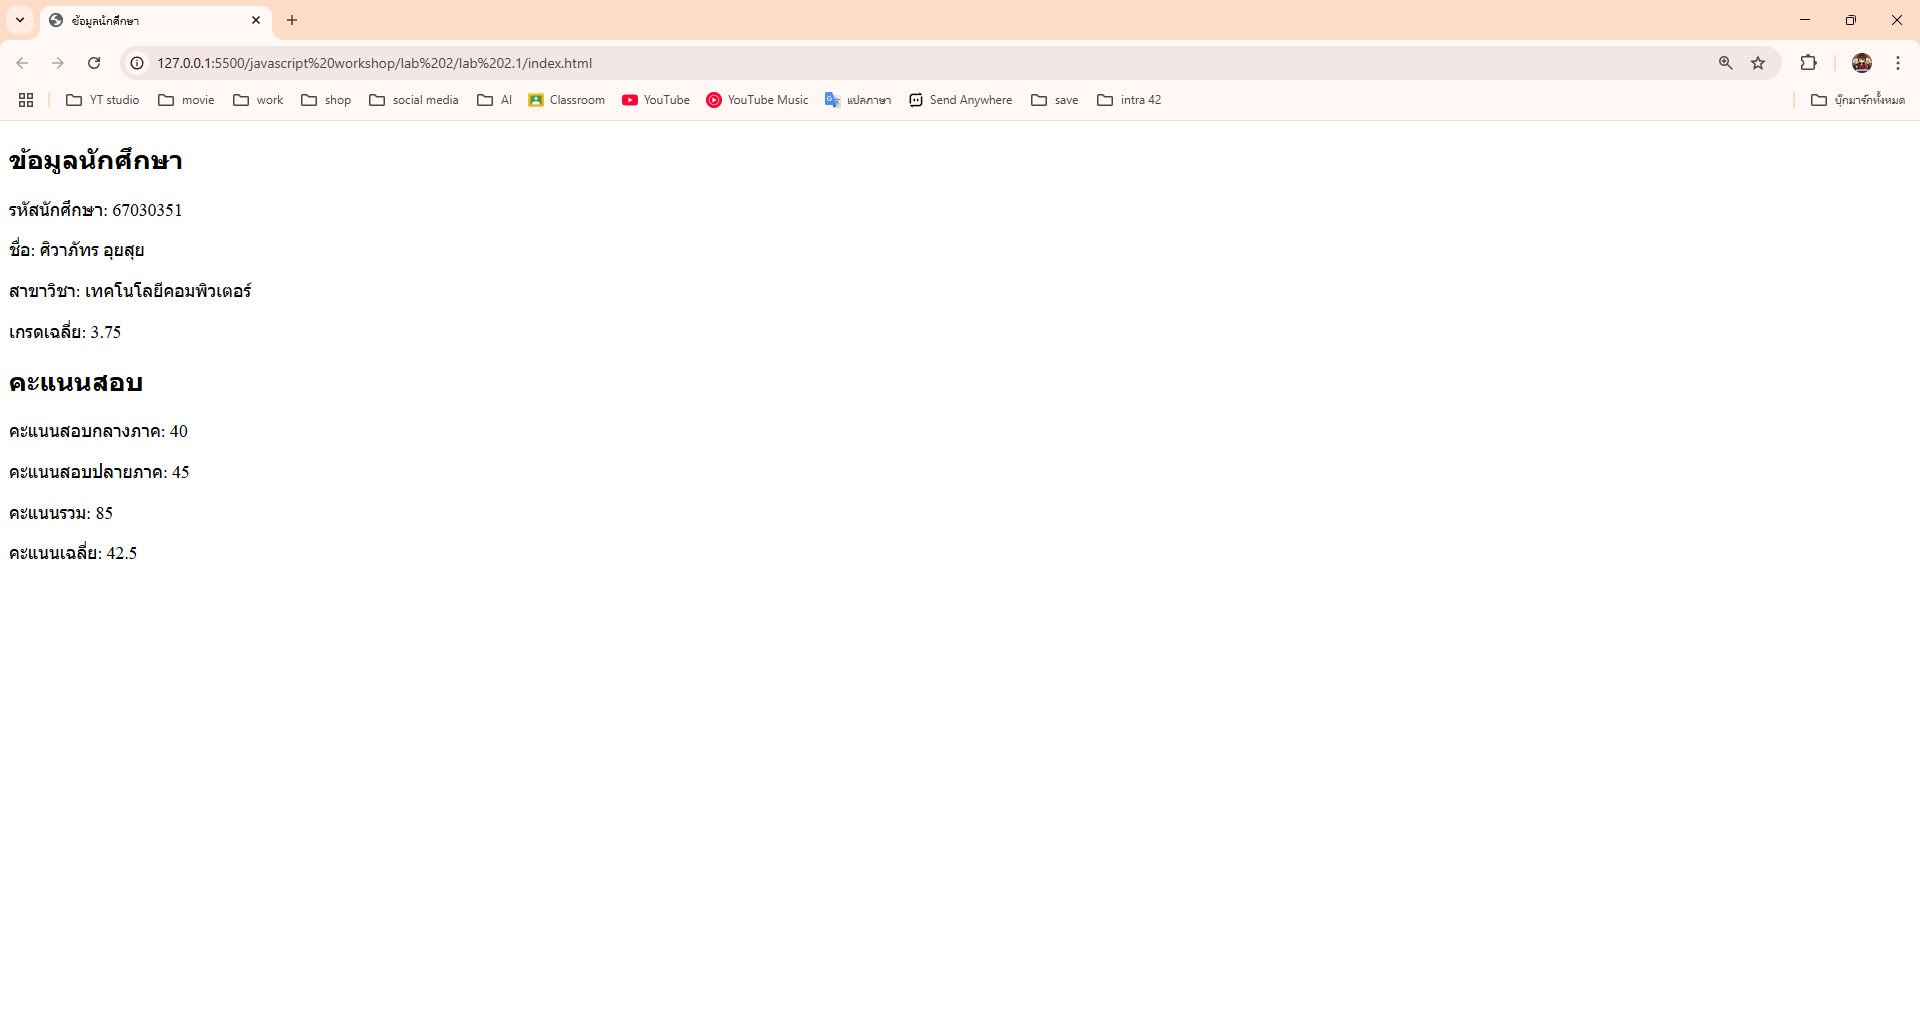 ข้อมูลนักศึกษา
127.0.0.1:5500/javascript%20workshop/lab%202/lab%202.1/index.html
YT studio movie work shop social media AI Classroom YouTube YouTube Music แปลภาษา Send Anywhere save intra 42 บุ๊กมาร์กทั้งหมด
ข้อมูลนักศึกษา
รหัสนักศึกษา: 67030351
ชื่อ: ศิวาภัทร อุยสุย
สาขาวิชา: เทคโนโลยีคอมพิวเตอร์
เกรดเฉลี่ย: 3.75
คะแนนสอบ
คะแนนสอบกลางภาค: 40
คะแนนสอบปลายภาค: 45
คะแนนรวม: 85
คะแนนเฉลี่ย: 42.5